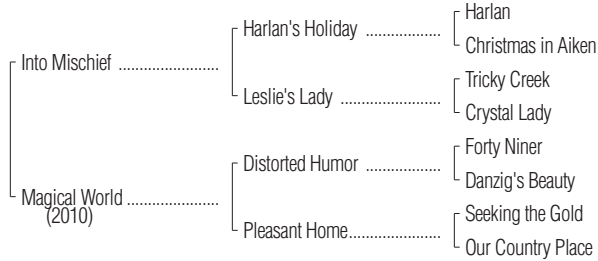 Harlan
Harlan's Holiday ..................
Christmas in Aiken
Into Mischief ........................
Tricky Creek
Leslie's Lady ........................
Crystal Lady
Forty Niner
Distorted Humor ..................
Danzig's Beauty
Magical World ......................
(2010)
Seeking the Gold
Pleasant Home......................
Our Country Place